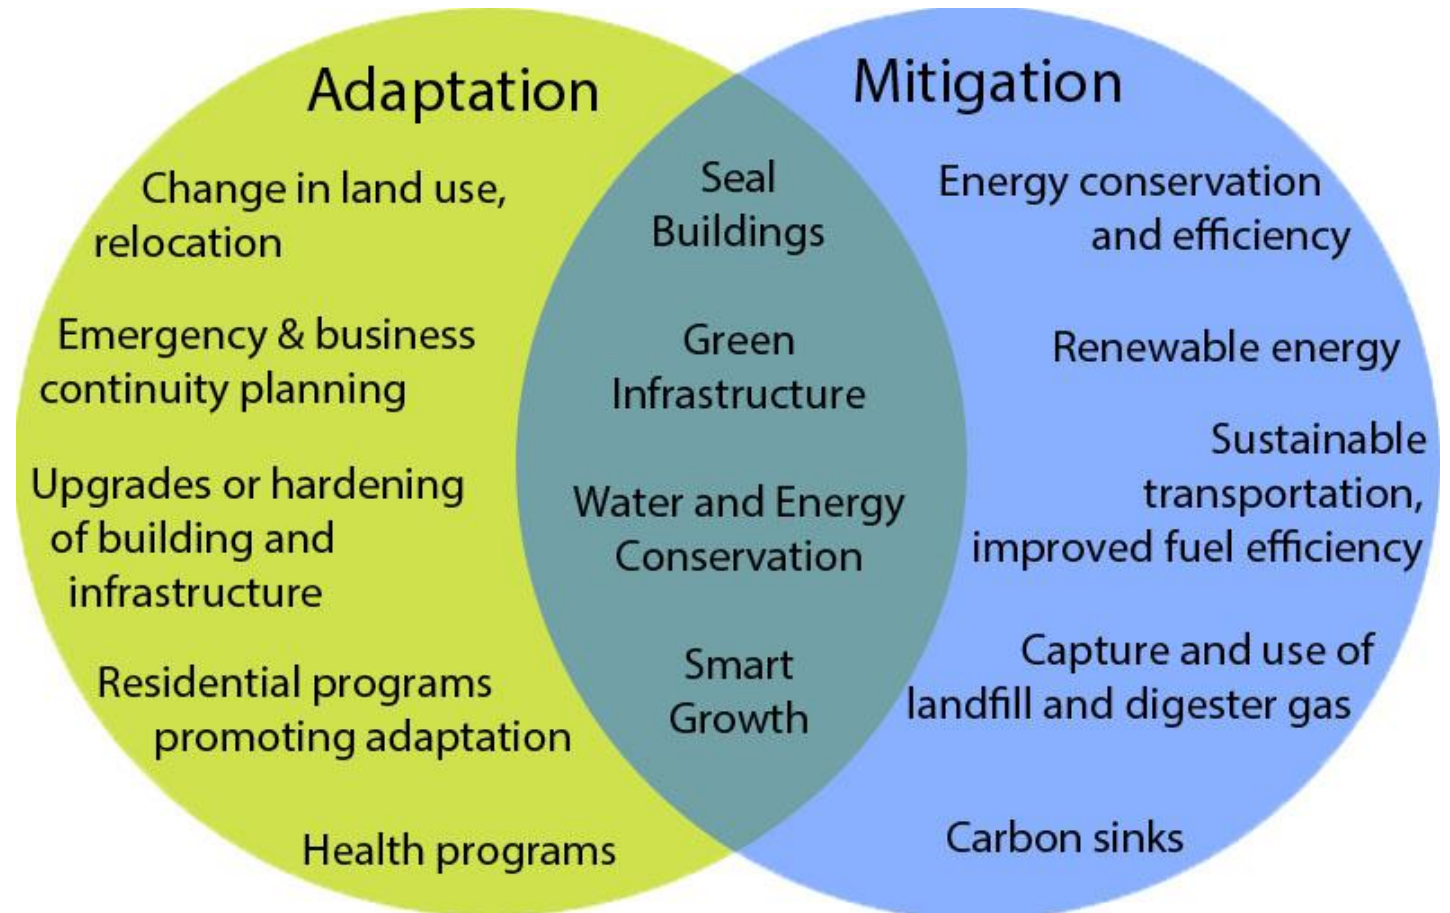 Adaptation
Change in land use,
relocation
Emergency & business
continuity planning
Upgrades or hardening
of building and
infrastructure
Residential programs
promoting adaptation
Health programs
Seal
Buildings
Green
Infrastructure
Water and Energy
Conservation
Smart
Growth
Mitigation
Energy conservation
and efficiency
Renewable energy
Sustainable
transportation,
improved fuel efficiency
Capture and use of
landfill and digester gas
Carbon sinks